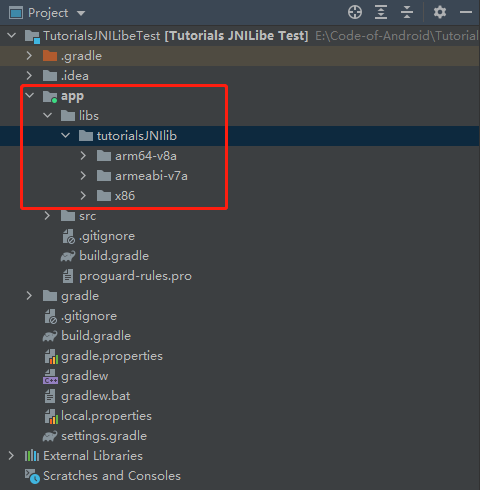 Project
TutorialsJNILibeTest [Tutorials JNILibe Test] E:\Code-of-Android\Tutorial
.gradle
.idea
app
libs
tutorialsJNIlib
arm64-v8a
armeabi-v7a
x86
src
.gitignore
build.gradle
proguard-rules.pro
gradle
.gitignore
build.gradle
gradle.properties
gradlew
gradlew.bat
local.properties
settings.gradle
External Libraries
Scratches and Consoles